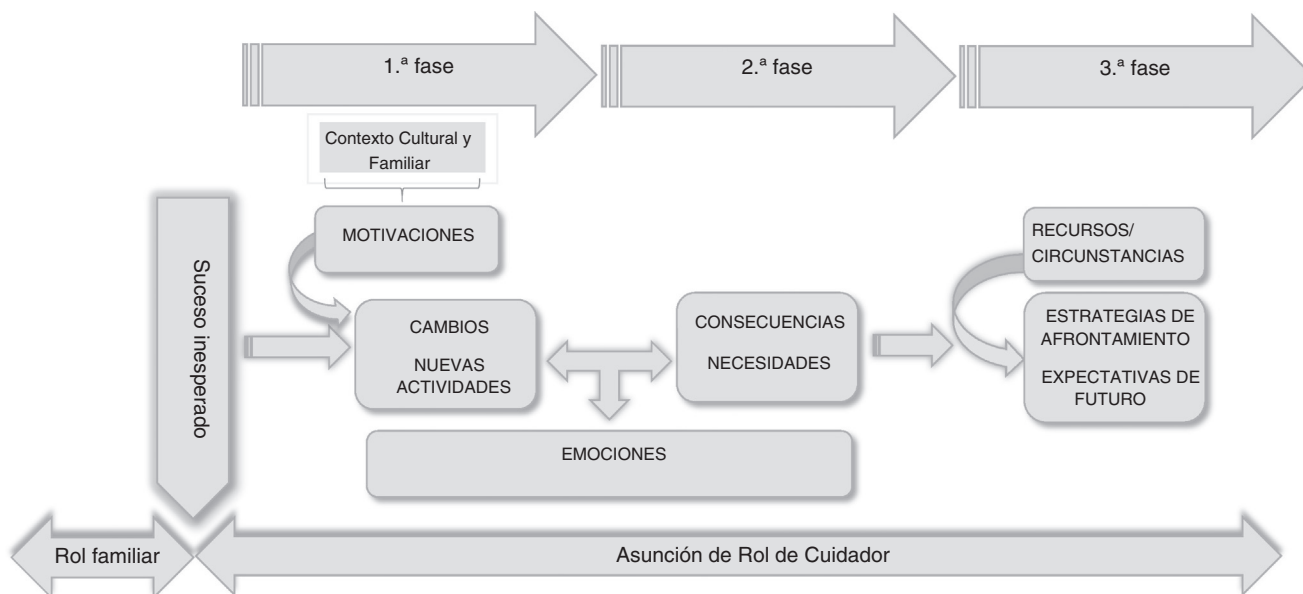 1.ª fase
2.ª fase
3.ª fase
Contexto Cultural y
Familiar
MOTIVACIONES
RECURSOS/
CIRCUNSTANCIAS
Suceso inesperado
CAMBIOS
NUEVAS
ACTIVIDADES
CONSECUENCIAS
NECESIDADES
ESTRATEGIAS DE
AFRONTAMIENTO
EXPECTATIVAS DE
FUTURO
EMOCIONES
Rol familiar
Asunción de Rol de Cuidador